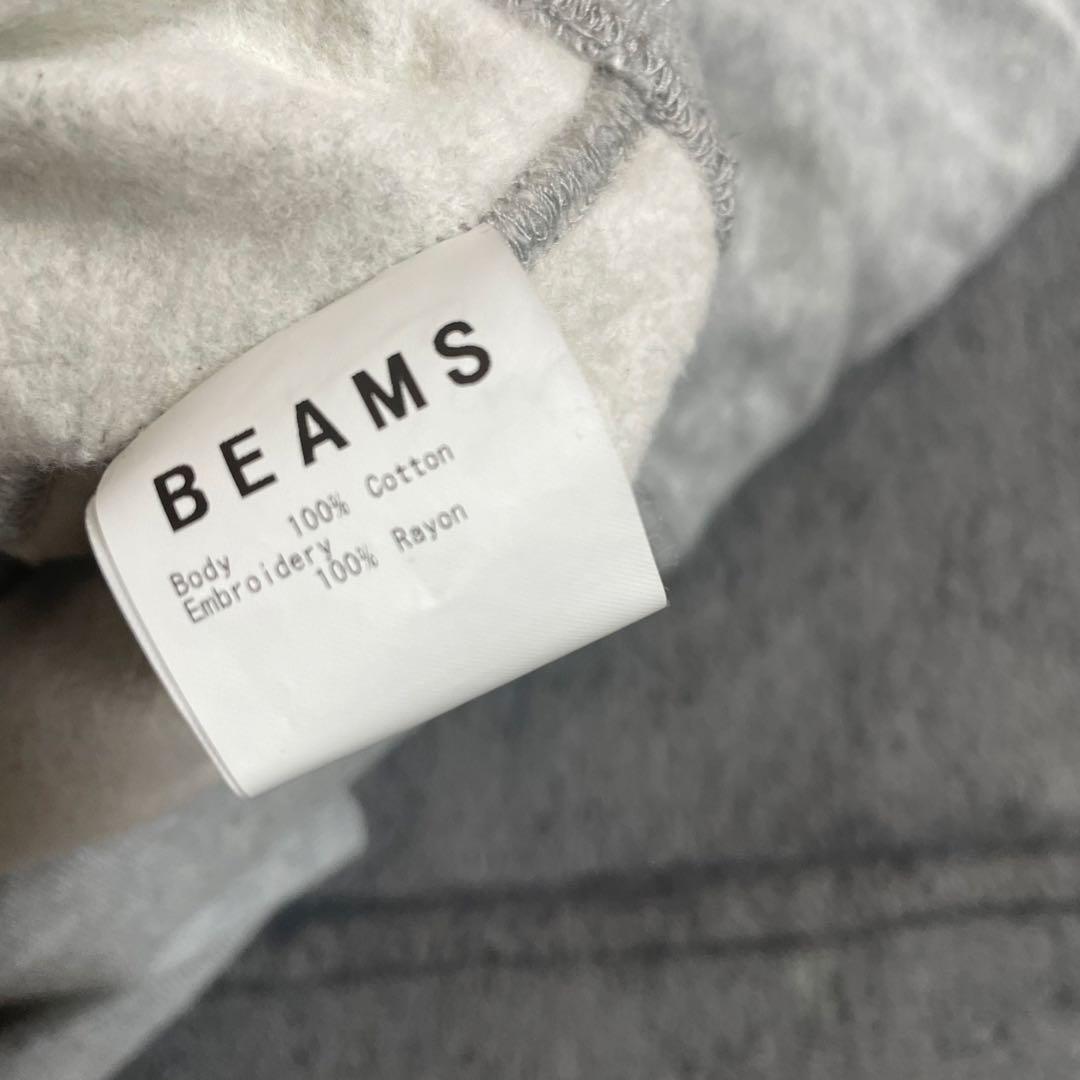 BEAMS
Body
100% Cotton
Embroidery
100% Rayon